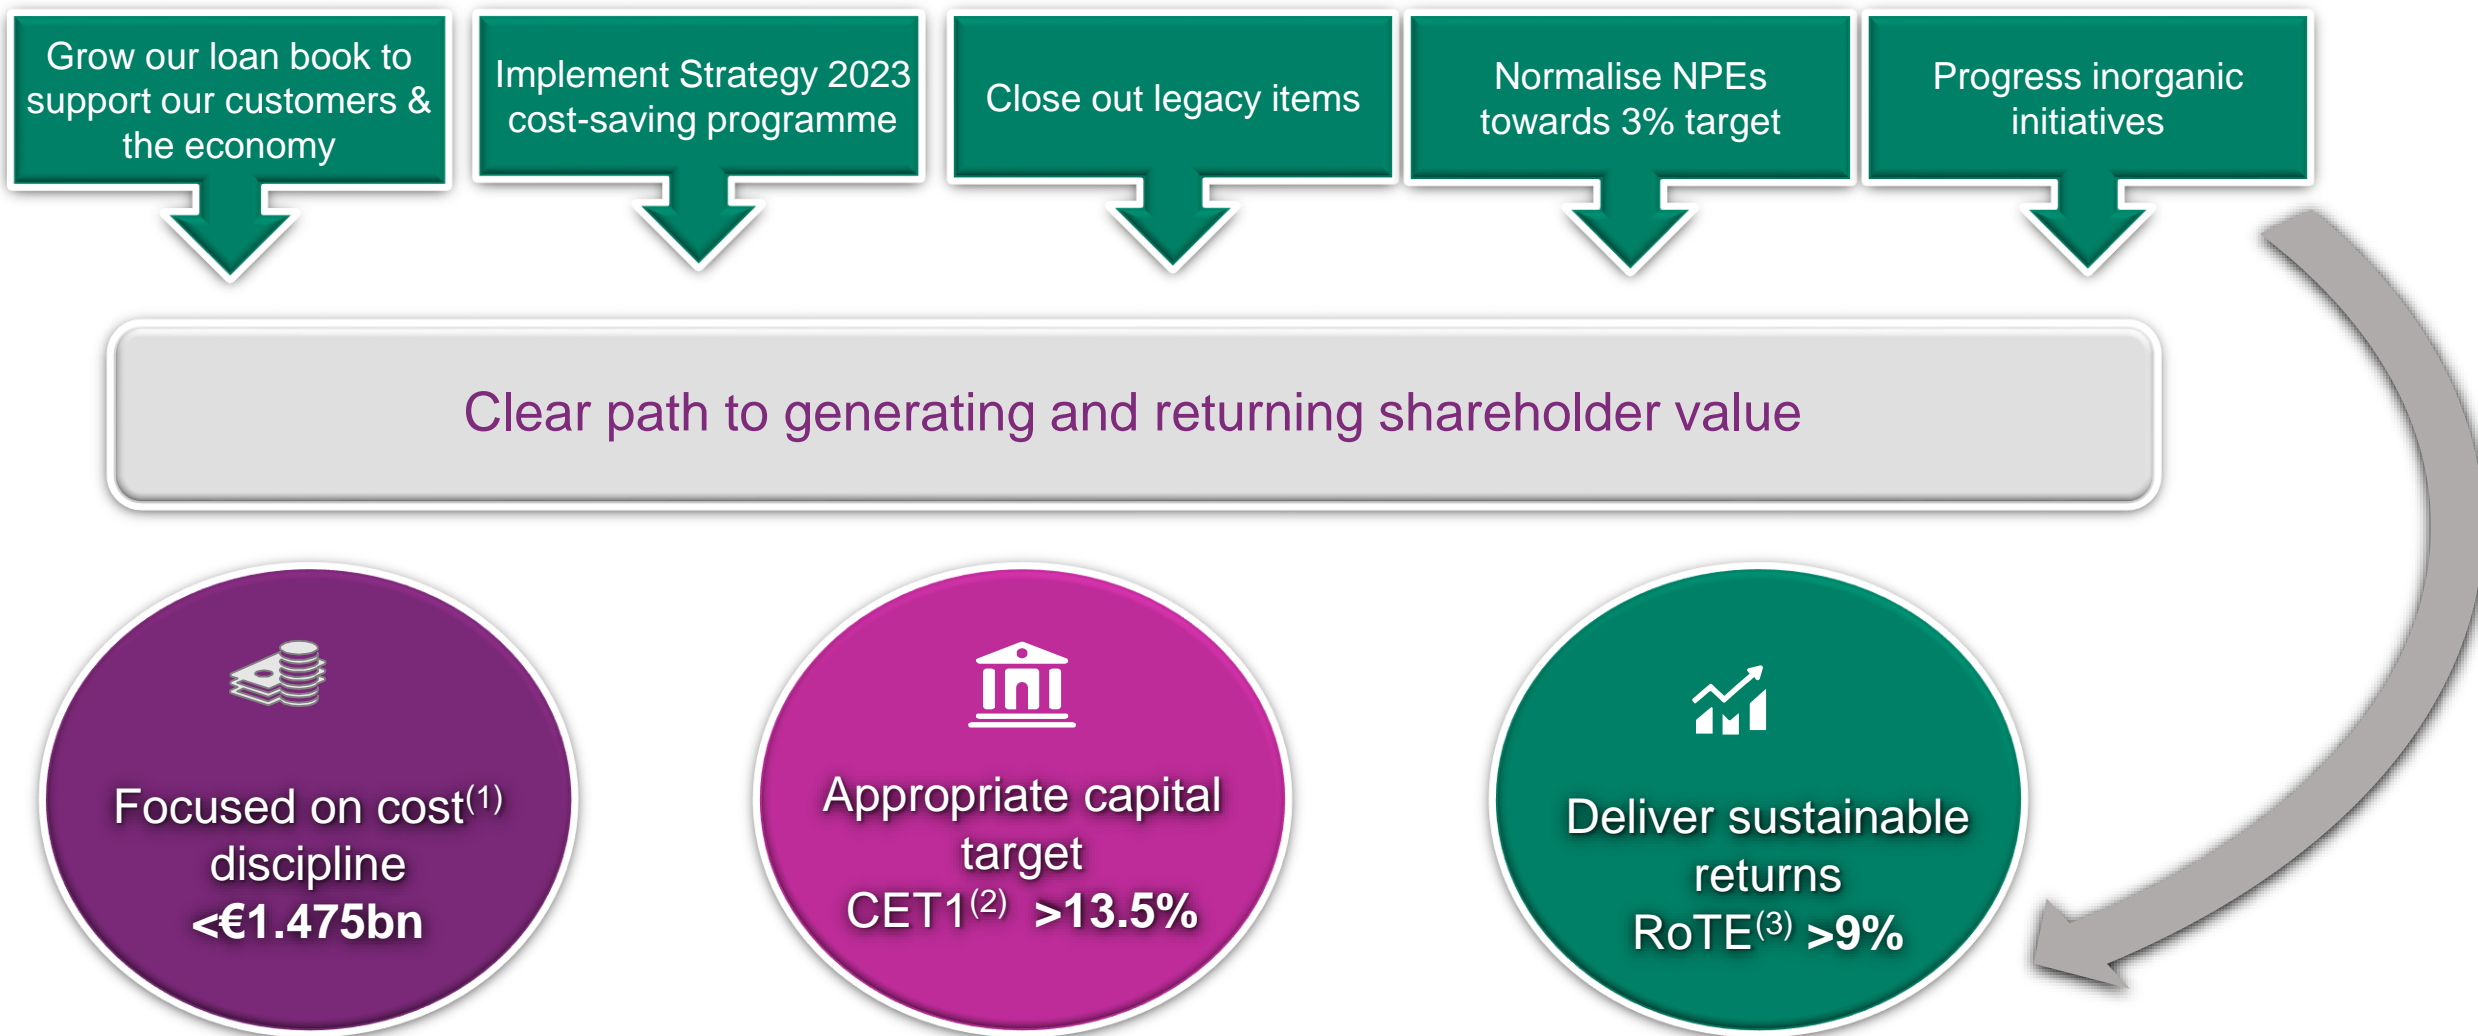 Grow our loan book to
support our customers &
the economy
Implement Strategy 2023
cost-saving programme
Close out legacy items
Normalise NPEs
towards 3% target
Progress inorganic
initiatives
Clear path to generating and returning shareholder value
Focused on cost(1)
discipline
<€1.475bn
Appropriate capital
target
CET1(2) >13.5%
Deliver sustainable
returns
RoTE(3) >9%